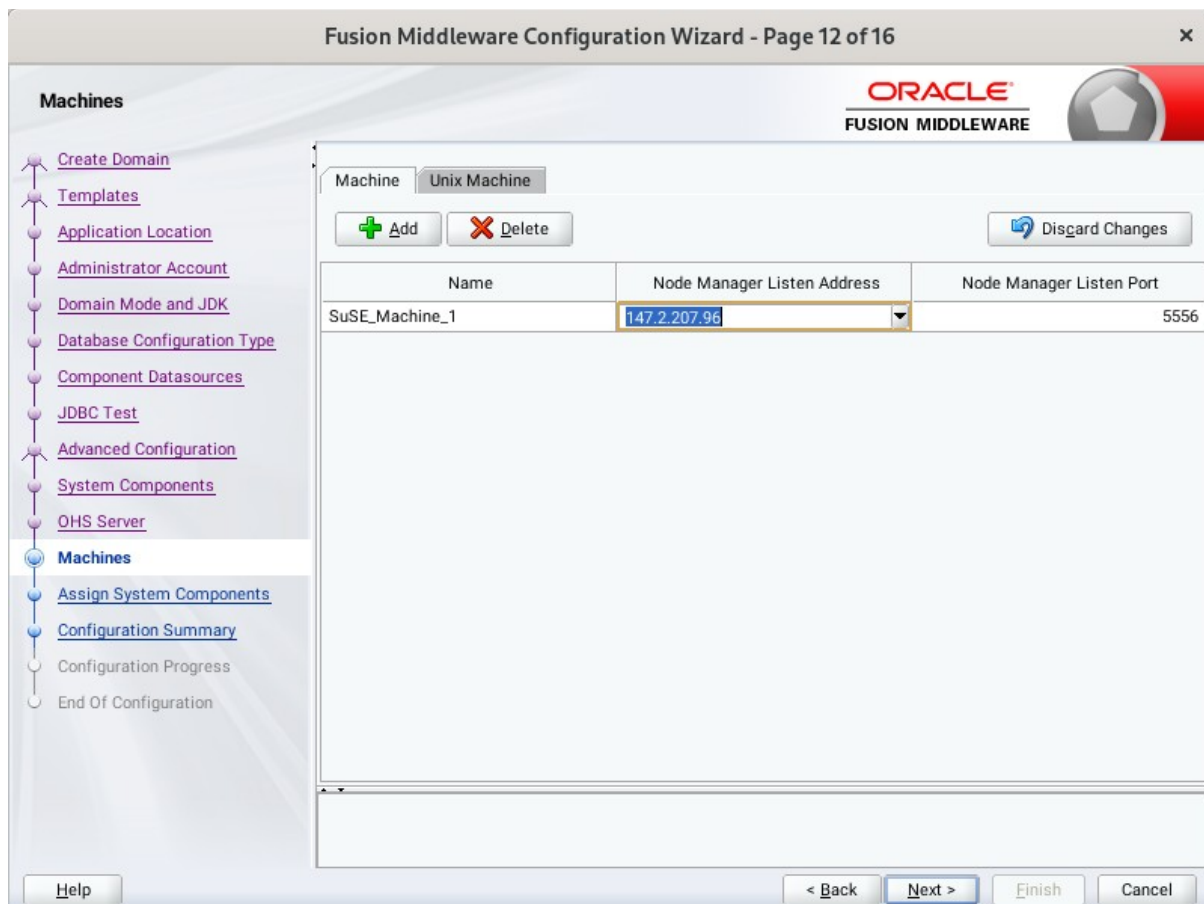 Fusion Middleware Configuration Wizard - Page 12 of 16
Machines
ORACLE
FUSION MIDDLEWARE
Create Domain
Templates
Application Location
Administrator Account
Domain Mode and JDK
Database Configuration Type
Component Datasources
JDBC Test
Advanced Configuration
System Components
OHS Server
Machines
Assign System Components
Configuration Summary
Configuration Progress
End Of Configuration
Machine Unix Machine
Add Delete Discard Changes
Name Node Manager Listen Address Node Manager Listen Port
SuSE_Machine_1 147.2.207.96 5556
Help < Back Next > Finish Cancel